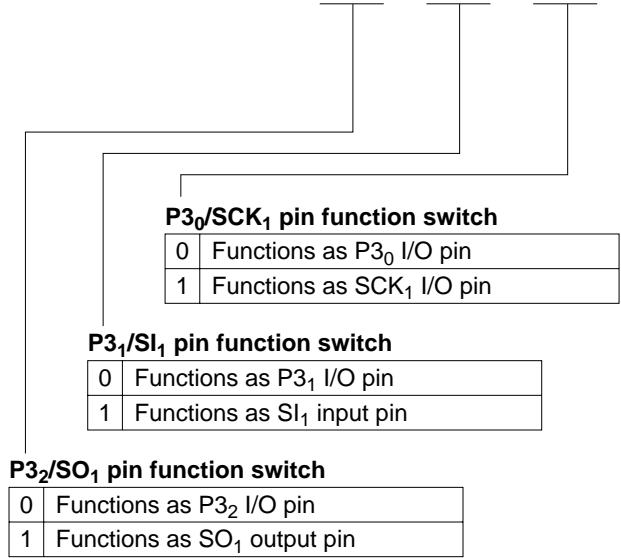 P3₀/SCK₁ pin function switch
0 Functions as P3₀ I/O pin
1 Functions as SCK₁ I/O pin
P3₁/SI₁ pin function switch
0 Functions as P3₁ I/O pin
1 Functions as SI₁ input pin
P3₂/SO₁ pin function switch
0 Functions as P3₂ I/O pin
1 Functions as SO₁ output pin